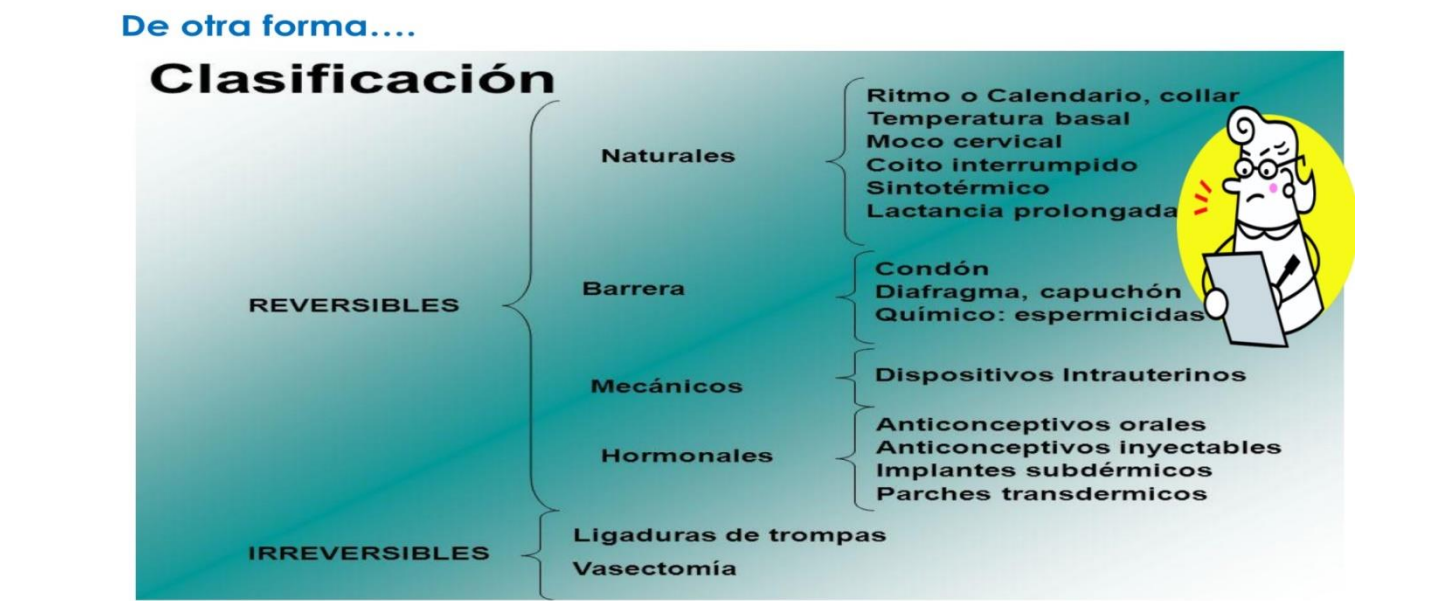 De otra forma....
Clasificación
REVERSIBLES
Naturales
Ritmo o Calendario, collar
Temperatura basal
Moco cervical
Coito interrumpido
Sintotérmico
Lactancia prolongada
Barrera
Condón
Diafragma, capuchón
Químico: espermicidas
Mecánicos
Dispositivos Intrauterinos
Hormonales
Anticonceptivos orales
Anticonceptivos inyectables
Implantes subdérmicos
Parches transdermicos
IRREVERSIBLES
Ligaduras de trompas
Vasectomía